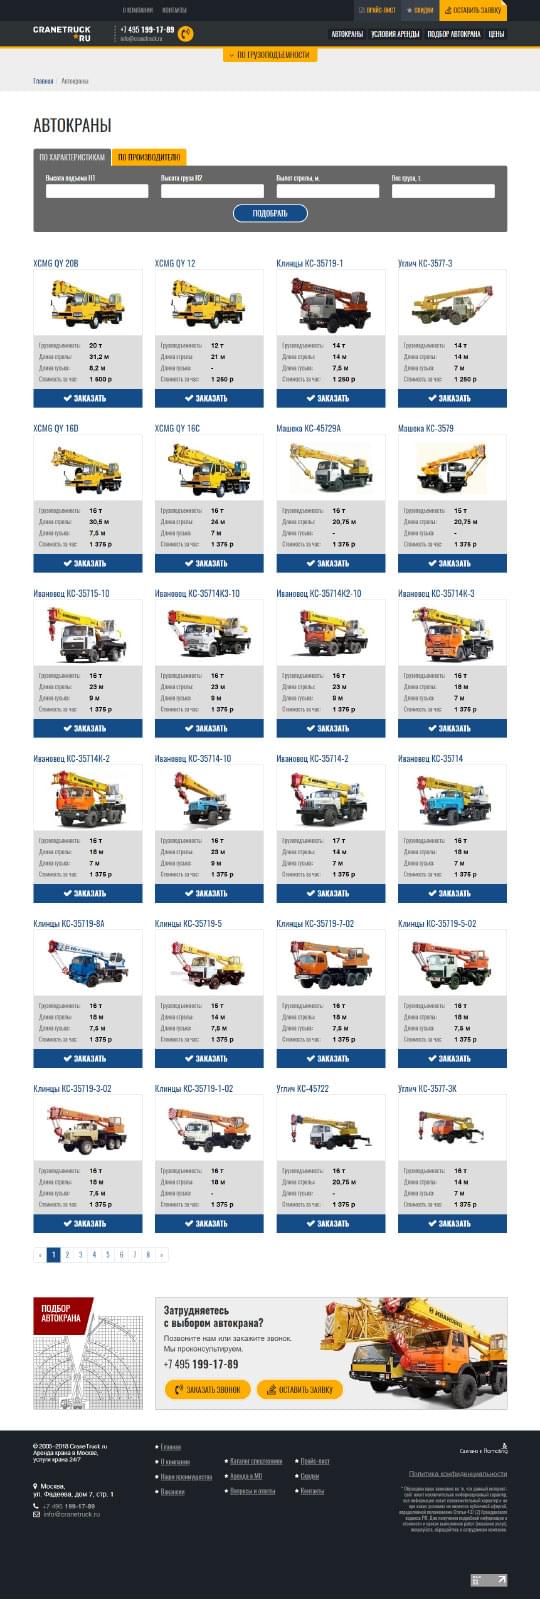 О КОМПАНИИ КОНТАКТЫ ПРАЙС-ЛИСТ СКИДКИ ОСТАВИТЬ ЗАЯВКУ
CRANETRUCK
RU
+7 495 199-17-89
info@cranetruck.ru
АВТОКРАНЫ УСЛОВИЯ АРЕНДЫ ПОДБОР АВТОКРАНА ЦЕНЫ
ПО ГРУЗОПОДЪЕМНОСТИ
Главная / Автокраны
АВТОКРАНЫ
ПО ХАРАКТЕРИСТИКАМ ПО ПРОИЗВОДИТЕЛЮ
Высота подъема H1 Высота груза H2 Вылет стрелы, м. Вес груза, т.
ПОДОБРАТЬ
XCMG QY 20B XCMG QY 12 Клинцы КС-35719-1 Углич КС-3577-3
Грузоподъемность: 20 т Грузоподъемность: 12 т Грузоподъемность: 14 т Грузоподъемность: 14 т
Длина стрелы: 31,2 м Длина стрелы: 21 м Длина стрелы: 14 м Длина стрелы: 14 м
Длина гуська: 8,2 м Длина гуська: - Длина гуська: 7,5 м Длина гуська: 7 м
Стоимость за час: 1 600 р Стоимость за час: 1 250 р Стоимость за час: 1 250 р Стоимость за час: 1 250 р
ЗАКАЗАТЬ ЗАКАЗАТЬ ЗАКАЗАТЬ ЗАКАЗАТЬ
XCMG QY 16D XCMG QY 16C Машека КС-45729А Машека КС-3579
Грузоподъемность: 16 т Грузоподъемность: 16 т Грузоподъемность: 16 т Грузоподъемность: 15 т
Длина стрелы: 30,5 м Длина стрелы: 24 м Длина стрелы: 20,75 м Длина стрелы: 20,75 м
Длина гуська: 7,5 м Длина гуська: 7 м Длина гуська: - Длина гуська: -
Стоимость за час: 1 375 р Стоимость за час: 1 375 р Стоимость за час: 1 375 р Стоимость за час: 1 375 р
ЗАКАЗАТЬ ЗАКАЗАТЬ ЗАКАЗАТЬ ЗАКАЗАТЬ
Ивановец КС-35715-10 Ивановец КС-35714К3-10 Ивановец КС-35714К2-10 Ивановец КС-35714К-3
Грузоподъемность: 16 т Грузоподъемность: 16 т Грузоподъемность: 16 т Грузоподъемность: 16 т
Длина стрелы: 23 м Длина стрелы: 23 м Длина стрелы: 23 м Длина стрелы: 18 м
Длина гуська: 9 м Длина гуська: 9 м Длина гуська: 9 м Длина гуська: 7 м
Стоимость за час: 1 375 р Стоимость за час: 1 375 р Стоимость за час: 1 375 р Стоимость за час: 1 375 р
ЗАКАЗАТЬ ЗАКАЗАТЬ ЗАКАЗАТЬ ЗАКАЗАТЬ
Ивановец КС-35714К-2 Ивановец КС-35714-10 Ивановец КС-35714-2 Ивановец КС-35714
Грузоподъемность: 16 т Грузоподъемность: 16 т Грузоподъемность: 17 т Грузоподъемность: 16 т
Длина стрелы: 18 м Длина стрелы: 23 м Длина стрелы: 14 м Длина стрелы: 18 м
Длина гуська: 7 м Длина гуська: 9 м Длина гуська: 7 м Длина гуська: 7 м
Стоимость за час: 1 375 р Стоимость за час: 1 375 р Стоимость за час: 1 375 р Стоимость за час: 1 375 р
ЗАКАЗАТЬ ЗАКАЗАТЬ ЗАКАЗАТЬ ЗАКАЗАТЬ
Клинцы КС-35719-8А Клинцы КС-35719-5 Клинцы КС-35719-7-02 Клинцы КС-35719-5-02
Грузоподъемность: 16 т Грузоподъемность: 15 т Грузоподъемность: 16 т Грузоподъемность: 16 т
Длина стрелы: 18 м Длина стрелы: 14 м Длина стрелы: 18 м Длина стрелы: 18 м
Длина гуська: 7,5 м Длина гуська: 7,5 м Длина гуська: 7,5 м Длина гуська: 7,5 м
Стоимость за час: 1 375 р Стоимость за час: 1 375 р Стоимость за час: 1 375 р Стоимость за час: 1 375 р
ЗАКАЗАТЬ ЗАКАЗАТЬ ЗАКАЗАТЬ ЗАКАЗАТЬ
Клинцы КС-35719-3-02 Клинцы КС-35719-1-02 Углич КС-45722 Углич КС-3577-3К
Грузоподъемность: 16 т Грузоподъемность: 16 т Грузоподъемность: 16 т Грузоподъемность: 16 т
Длина стрелы: 18 м Длина стрелы: 18 м Длина стрелы: 20,75 м Длина стрелы: 14 м
Длина гуська: 7,5 м Длина гуська: - Длина гуська: - Длина гуська: 7 м
Стоимость за час: 1 375 р Стоимость за час: 1 375 р Стоимость за час: 1 375 р Стоимость за час: 1 375 р
ЗАКАЗАТЬ ЗАКАЗАТЬ ЗАКАЗАТЬ ЗАКАЗАТЬ
« 1 2 3 4 5 6 7 8 »
ПОДБОР
АВТОКРАНА
Затрудняетесь
с выбором автокрана?
Позвоните нам или закажите звонок.
Мы проконсультируем.
+7 495 199-17-89
ЗАКАЗАТЬ ЗВОНОК ОСТАВИТЬ ЗАЯВКУ
ИВАНОВЕЦ
© 2005-2018 CraneTruck.ru
Аренда крана в Москве,
услуги крана 24/7
Москва,
ул. Фадеева, дом 7, стр. 1
+7 495 199-17-89
info@cranetruck.ru
Главная
О компании
Наши преимущества
Вакансии
Каталог спецтехники
Аренда в МО
Вопросы и ответы
Прайс-лист
Скидки
Контакты
Сделано в
Политика конфиденциальности